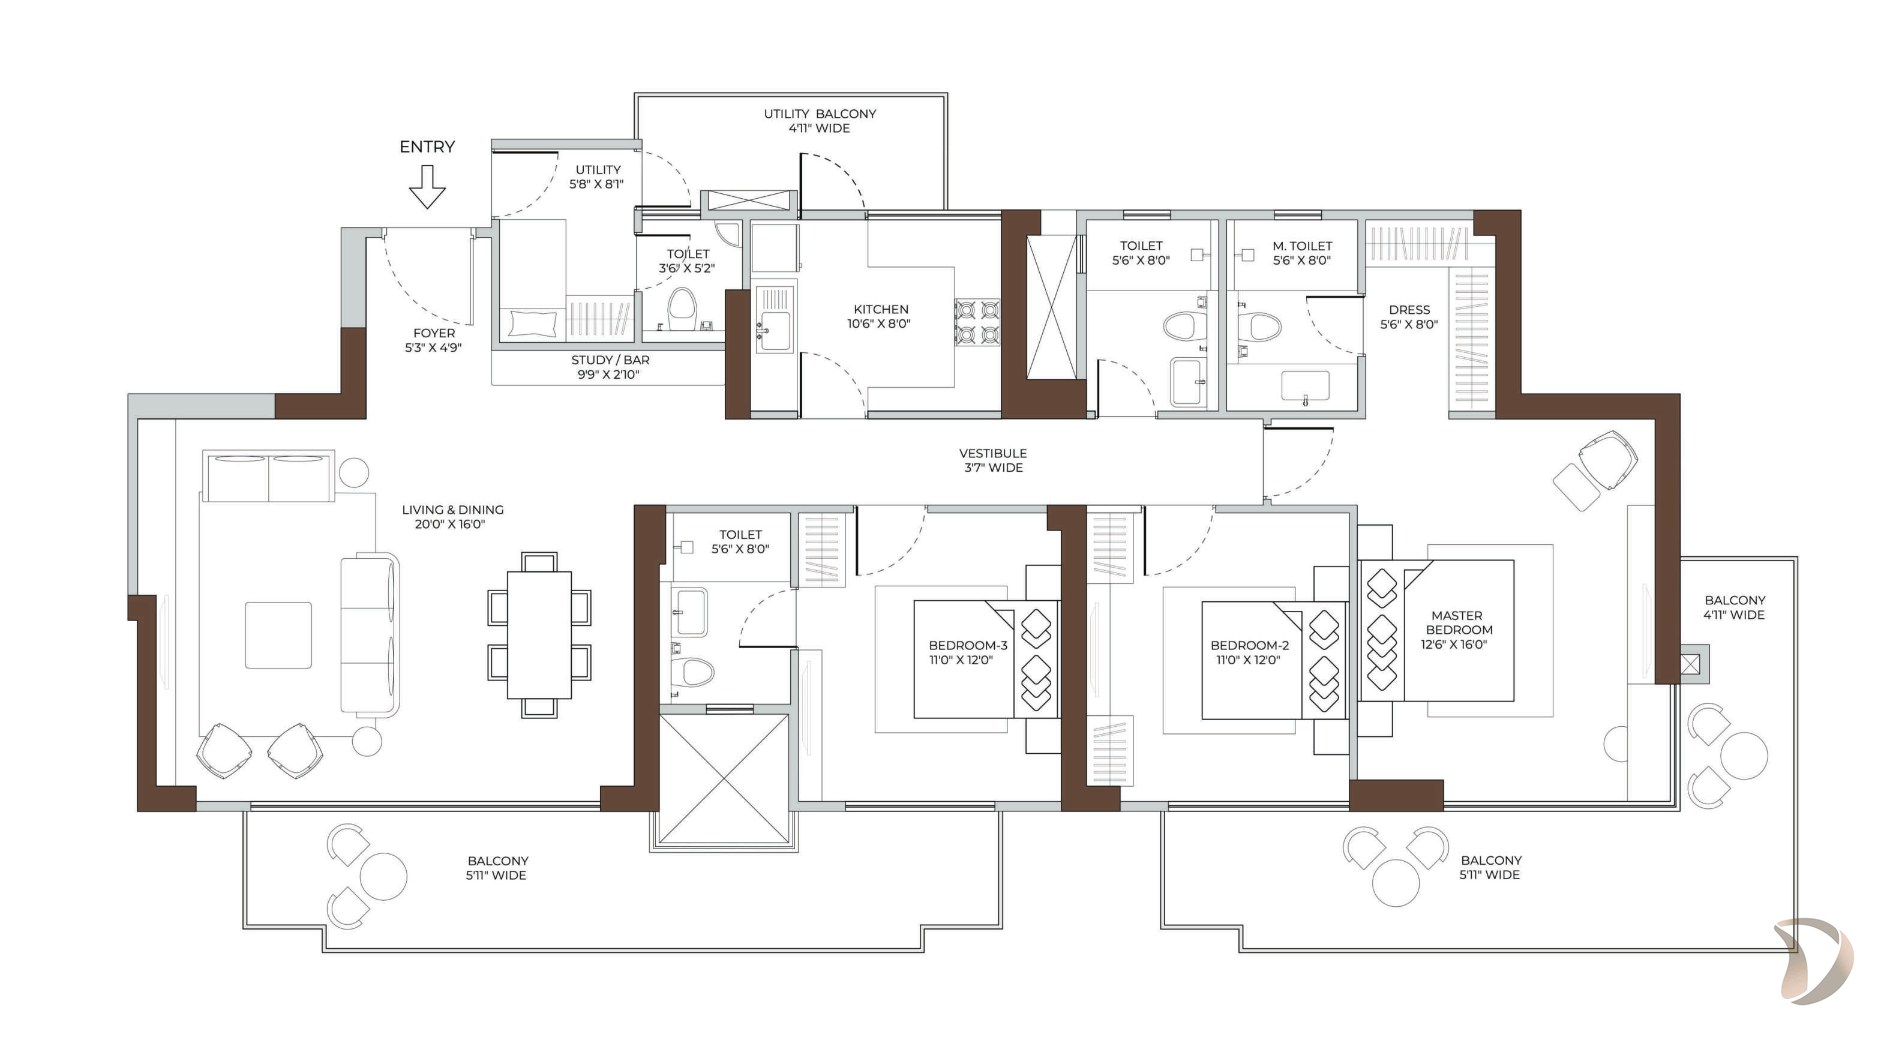 UTILITY BALCONY
4'11" WIDE
ENTRY
UTILITY
5'8" X 8'1"
TOILET
3'6" X 5'2"
TOILET
5'6" X 8'0"
M. TOILET
5'6" X 8'0"
KITCHEN
10'6" X 8'0"
DRESS
5'6" X 8'0"
FOYER
5'3" X 4'9"
STUDY / BAR
9'9" X 2'10"
VESTIBULE
3'7" WIDE
LIVING & DINING
20'0" X 16'0"
TOILET
5'6" X 8'0"
BEDROOM-3
11'0" X 12'0"
BEDROOM-2
11'0" X 12'0"
MASTER
BEDROOM
12'6" X 16'0"
BALCONY
4'11" WIDE
BALCONY
5'11" WIDE
BALCONY
5'11" WIDE